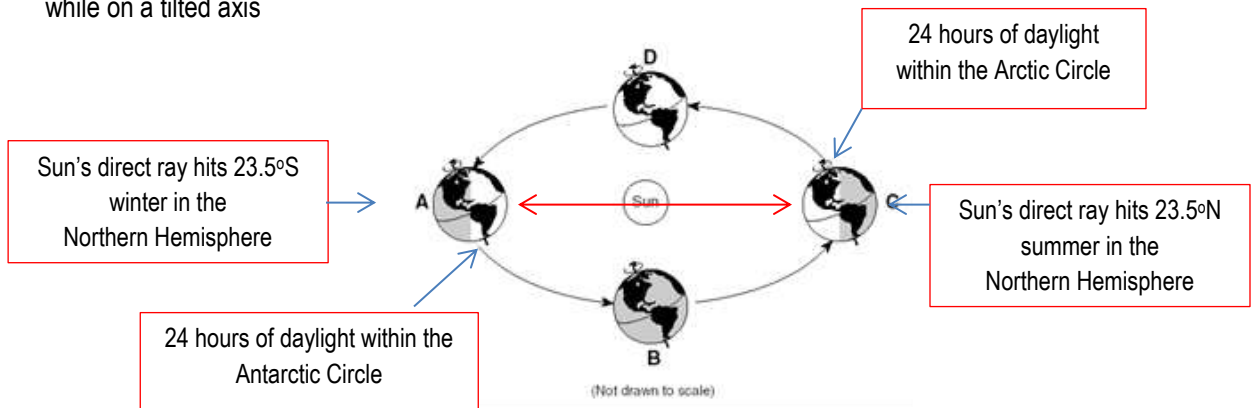 while on a tilted axis
24 hours of daylight
within the Arctic Circle
D
Sun's direct ray hits 23.5ºS
winter in the
Northern Hemisphere
A
Sun
C
Sun's direct ray hits 23.5ºN
summer in the
Northern Hemisphere
24 hours of daylight within the
Antarctic Circle
B
(Not drawn to scale)